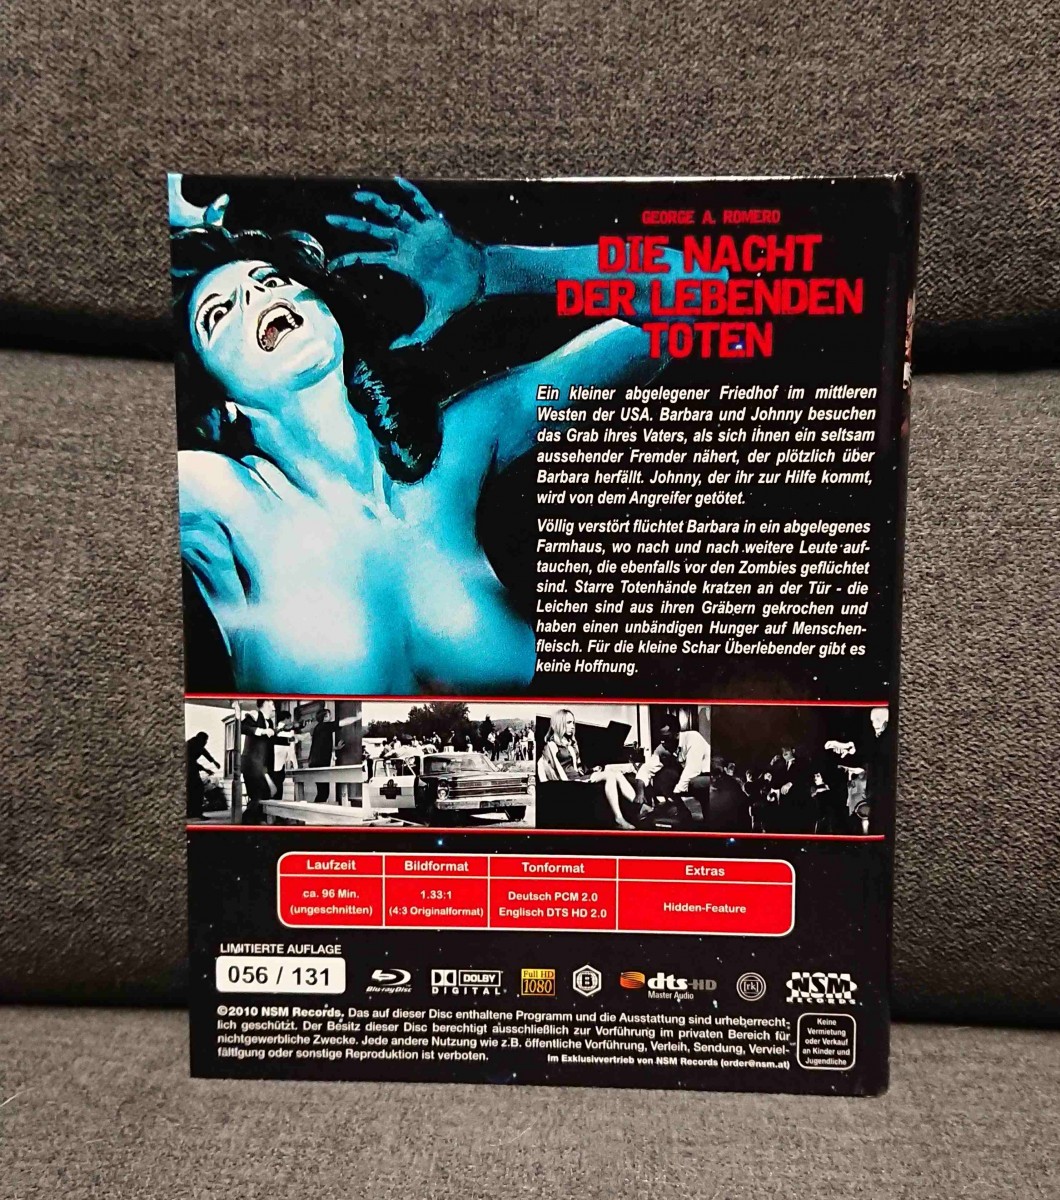 GEORGE A. ROMERO
DIE NACHT
DER LEBENDEN
TOTEN
Ein kleiner abgelegener Friedhof im mittleren
Westen der USA. Barbara und Johnny besuchen
das Grab ihres Vaters, als sich ihnen ein seltsam
aussehender Fremder nähert, der plötzlich über
Barbara herfällt. Johnny, der ihr zur Hilfe kommt,
wird von dem Angreifer getötet.
Völlig verstört flüchtet Barbara in ein abgelegenes
Farmhaus, wo nach und nach weitere Leute auf-
tauchen, die ebenfalls vor den Zombies geflüchtet
sind. Starre Totenhände kratzen an der Tür - die
Leichen sind aus ihren Gräbern gekrochen und
haben einen unbändigen Hunger auf Menschen-
fleisch. Für die kleine Schar Überlebender gibt es
keine Hoffnung.
Laufzeit Bildformat Tonformat Extras
ca. 96 Min. 1.33:1 Deutsch PCM 2.0 Hidden-Feature
(ungeschnitten) (4:3 Originalformat) Englisch DTS HD 2.0
LIMITIERTE AUFLAGE
056 / 131
Blu-ray Disc
DOLBY
DIGITAL
Full HD
1080
B
dts-HD
Master Audio
rk
NSM
RECORDS
©2010 NSM Records. Das auf dieser Disc enthaltene Programm und die Ausstattung sind urheberrecht-
lich geschützt. Der Besitz dieser Disc berechtigt ausschließlich zur Vorführung im privaten Bereich für
nichtgewerbliche Zwecke. Jede andere Nutzung wie z.B. öffentliche Vorführung, Verleih, Sendung, Verviel-
fältigung oder sonstige Reproduktion ist verboten.
Im Exklusivvertrieb von NSM Records (order@nsm.at)
Keine
Vermietung
oder Verkauf
an Kinder und
Jugendliche